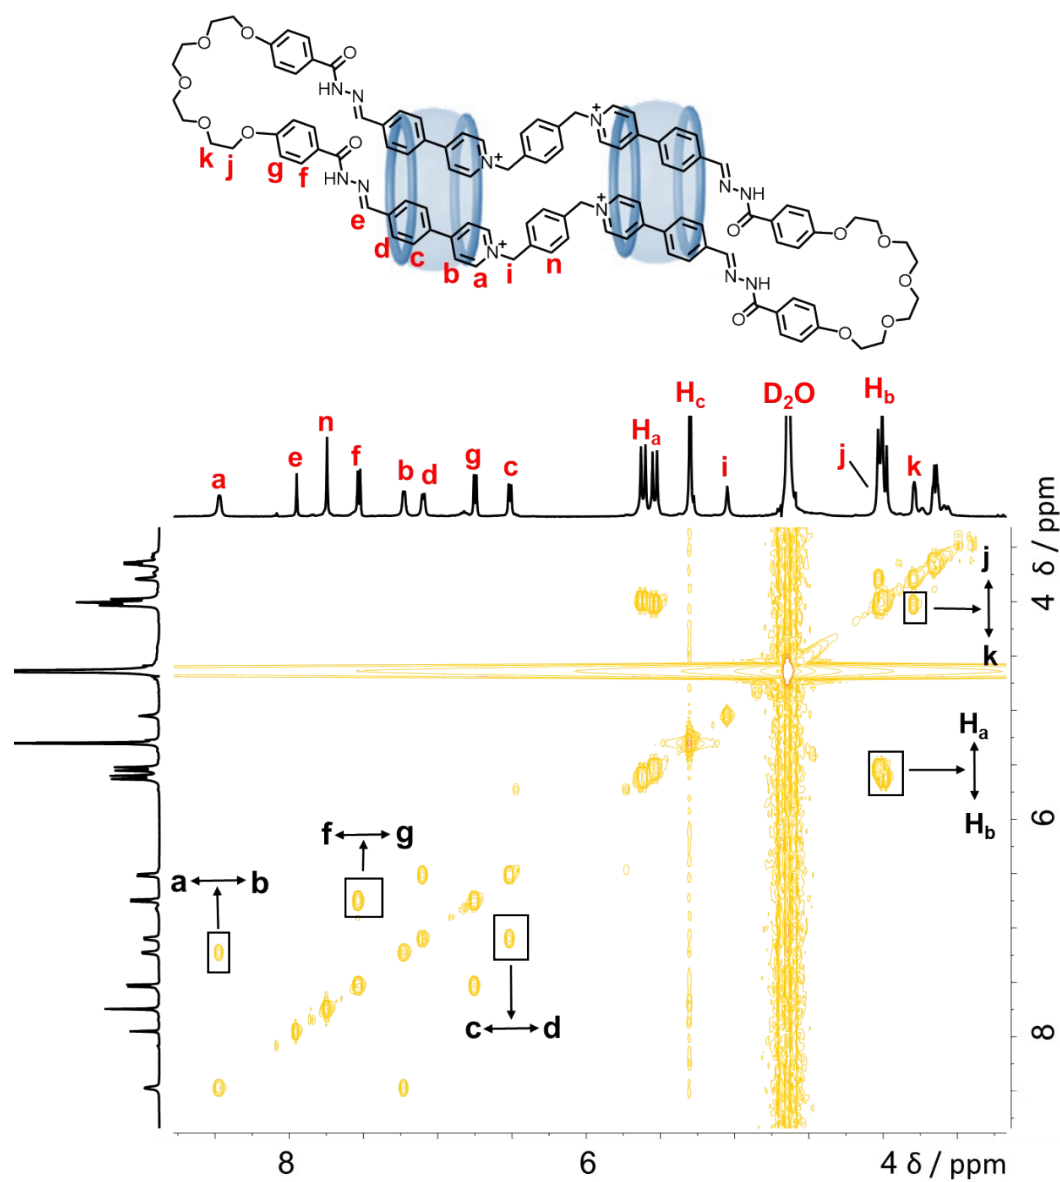 O O O O O
HN N
O O
HN N
N+ N+
N+ N+
N NH
O O
N NH
O O O O O
k j g f
e d c b a i n
a e n f b d g c Ha Hc i D2O j Hb k
j
k
Ha
Hb
f g
a b
c d
4 δ / ppm
6
8
8 6 4 δ / ppm